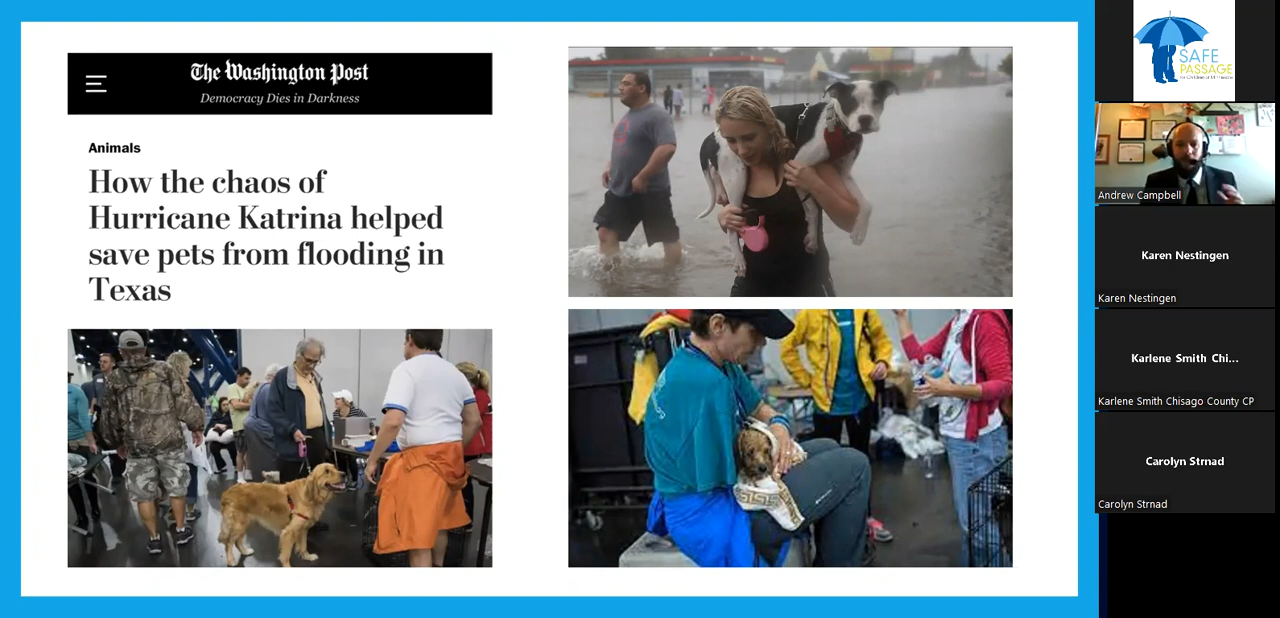 The Washington Post
Democracy Dies in Darkness
Animals
How the chaos of
Hurricane Katrina helped
save pets from flooding in
Texas
SAFE
PASSAGE
Andrew Campbell
Karen Nestingen
Karen Nestingen
Karlene Smith Chi...
Karlene Smith Chisago County CP
Carolyn Strnad
Carolyn Strnad